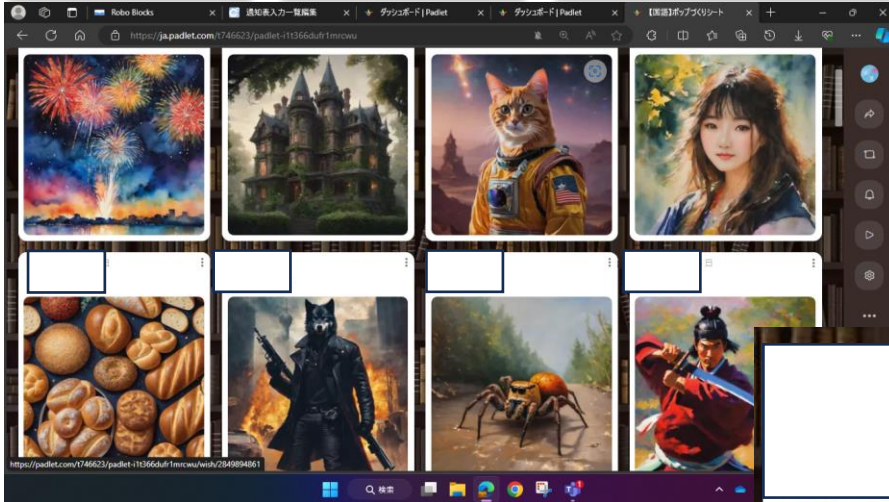 Robo Blocks
通知表入力一覧編集
ダッシュボード | Padlet
ダッシュボード | Padlet
【国語】ポップづくりシート
https://ja.padlet.com/t746623/padlet-i1t366dufr1mrcwu
https://padlet.com/t746623/padlet-i1t366dufr1mrcwu/wish/2849894861
検索